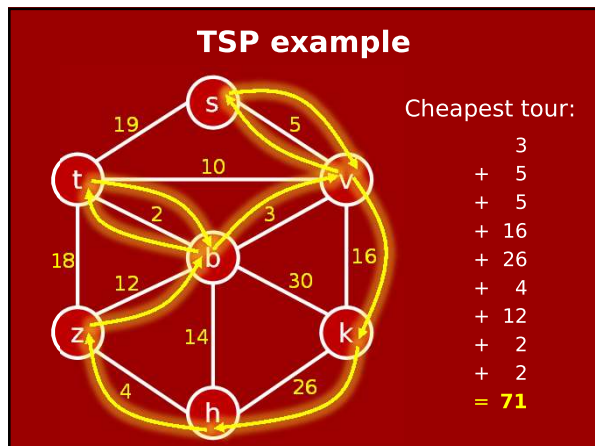 TSP example
s
19
5
Cheapest tour:
3
+ 5
+ 5
+ 16
+ 26
+ 4
+ 12
+ 2
+ 2
= 71
10
t
v
2
3
b
18
12
30
16
14
z
k
4
26
h